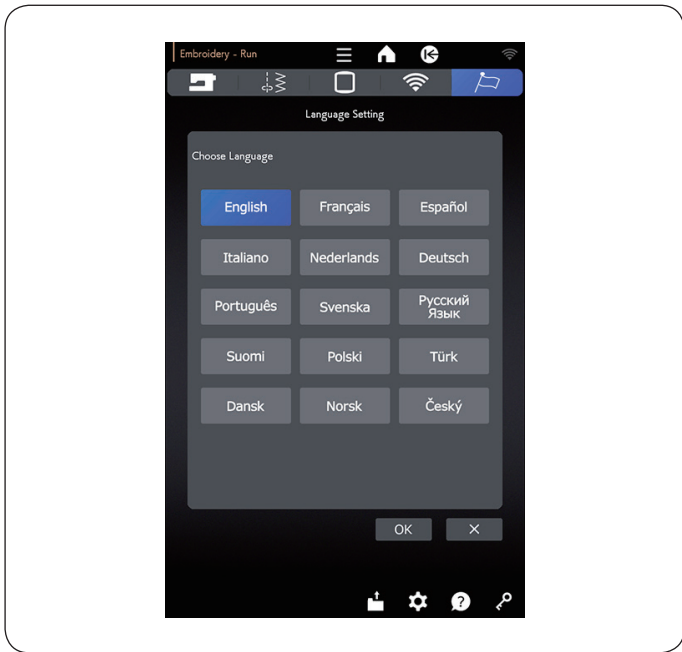 Embroidery - Run
Language Setting
Choose Language
English Français Español
Italiano Nederlands Deutsch
Português Svenska Русский
Язык
Suomi Polski Türk
Dansk Norsk Český
OK